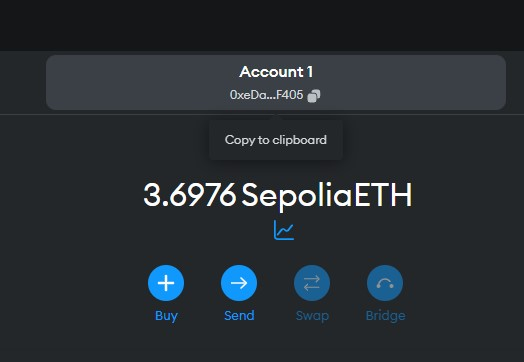 Account 1
0xeDa...F405
Copy to clipboard
3.6976 SepoliaETH
Buy Send Swap Bridge